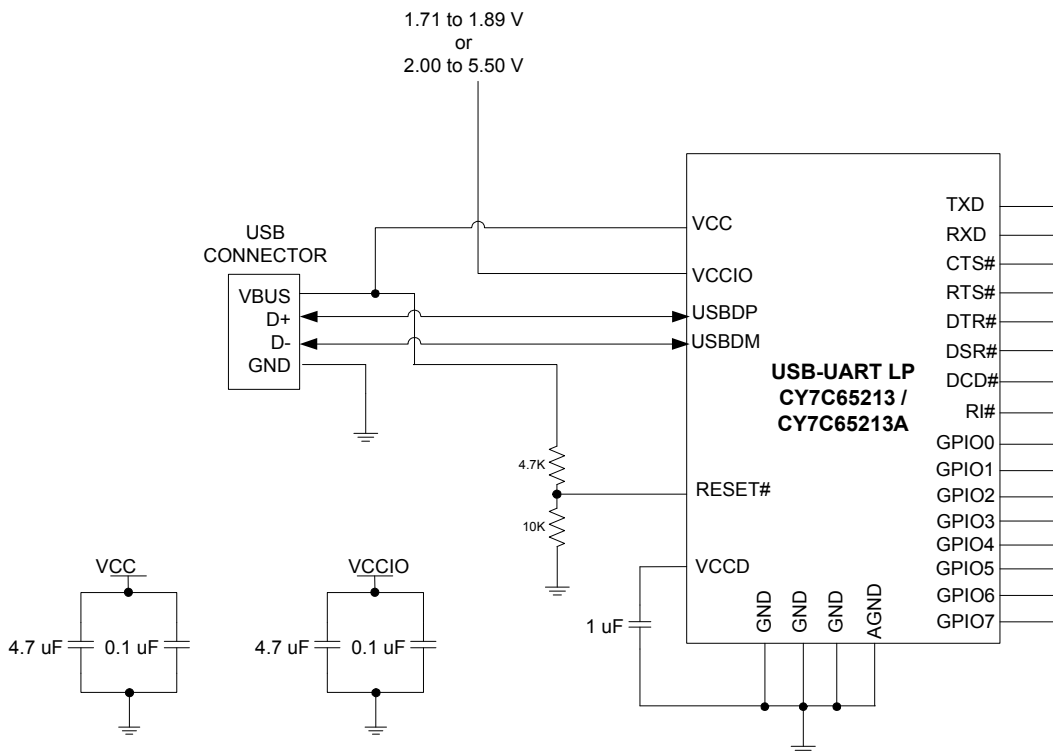 1.71 to 1.89 V
or
2.00 to 5.50 V
USB
CONNECTOR
VBUS
D+
D-
GND
VCC
VCCIO
USBDP
USBDM
RESET#
VCCD
USB-UART LP
CY7C65213 /
CY7C65213A
GND
GND
GND
AGND
TXD
RXD
CTS#
RTS#
DTR#
DSR#
DCD#
RI#
GPIO0
GPIO1
GPIO2
GPIO3
GPIO4
GPIO5
GPIO6
GPIO7
4.7K
10K
1 uF
VCC
4.7 uF
0.1 uF
VCCIO
4.7 uF
0.1 uF